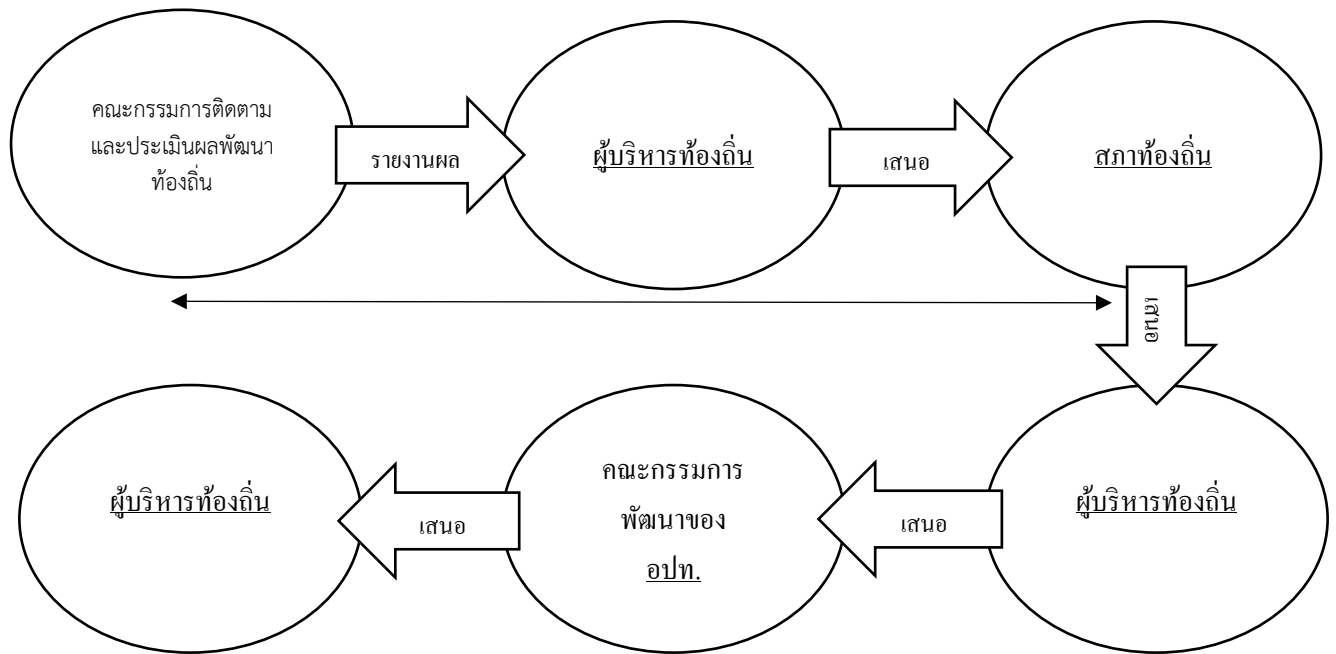 คณะกรรมการติดตาม
และประเมินผลพัฒนา
ท้องถิ่น
รายงานผล
ผู้บริหารท้องถิ่น
เสนอ
สภาท้องถิ่น
เสนอ
ผู้บริหารท้องถิ่น
เสนอ
คณะกรรมการ
พัฒนาของ
อปท.
เสนอ
ผู้บริหารท้องถิ่น